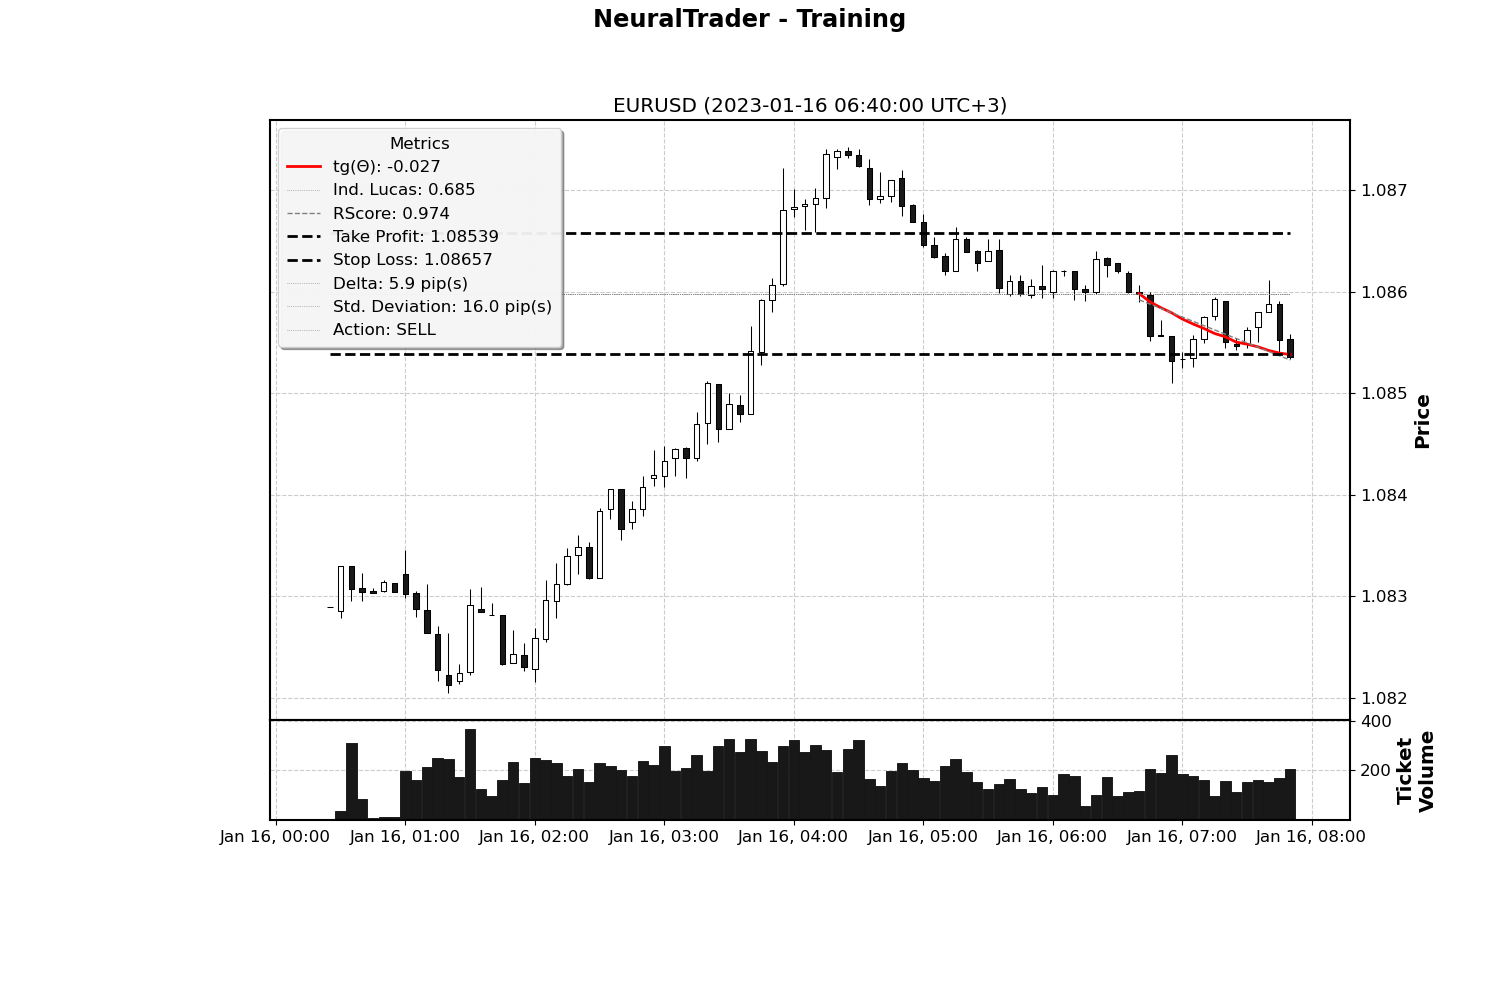 NeuralTrader - Training
EURUSD (2023-01-16 06:40:00 UTC+3)
Metrics
tg(Θ): -0.027
Ind. Lucas: 0.685
RScore: 0.974
Take Profit: 1.08539
Stop Loss: 1.08657
Delta: 5.9 pip(s)
Std. Deviation: 16.0 pip(s)
Action: SELL
1.087
1.086
1.085
1.084
1.083
1.082
Price
400
200
Ticket
Volume
Jan 16, 00:00 Jan 16, 01:00 Jan 16, 02:00 Jan 16, 03:00 Jan 16, 04:00 Jan 16, 05:00 Jan 16, 06:00 Jan 16, 07:00 Jan 16, 08:00